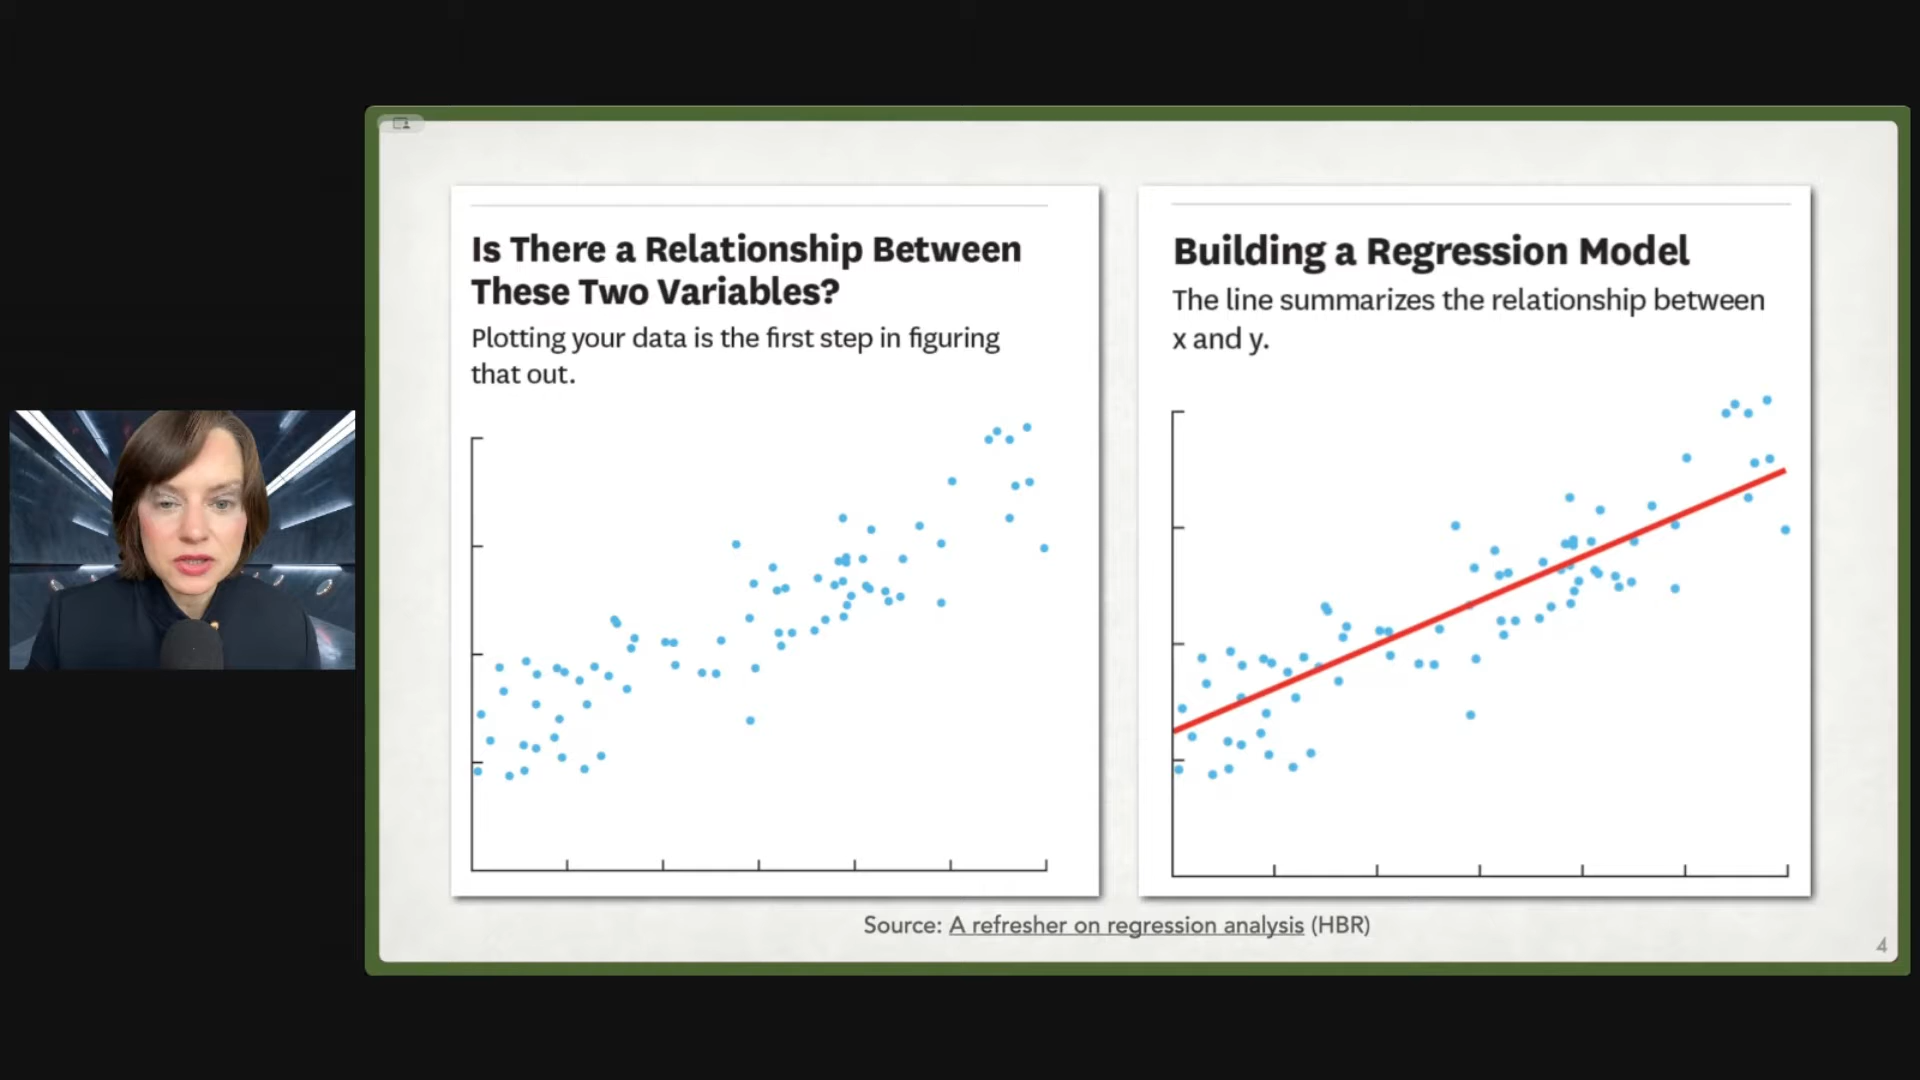 Is There a Relationship Between
These Two Variables?
Plotting your data is the first step in figuring
that out.
Building a Regression Model
The line summarizes the relationship between
x and y.
Source: A refresher on regression analysis (HBR)
4